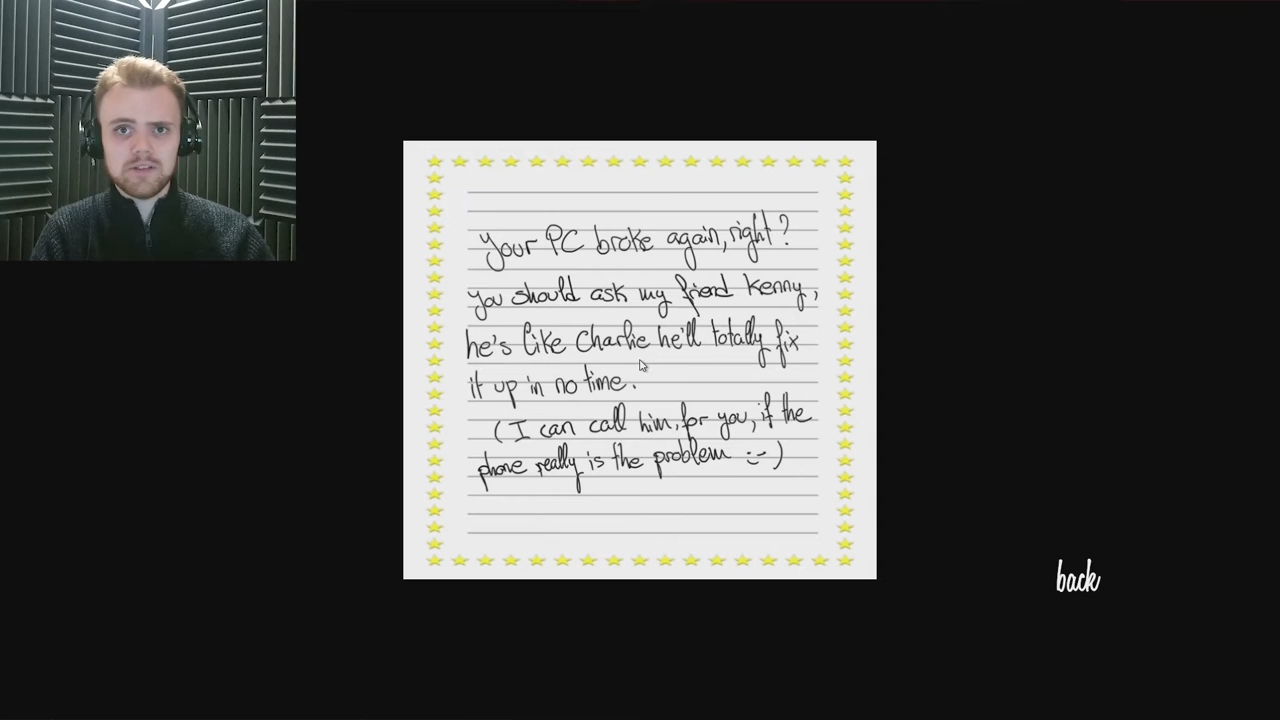 Your PC broke again, right?
you should ask my friend Kenny,
he's like Charlie he'll totally fix
it up in no time.
(I can call him, for you, if the
phone really is the problem :-)
back